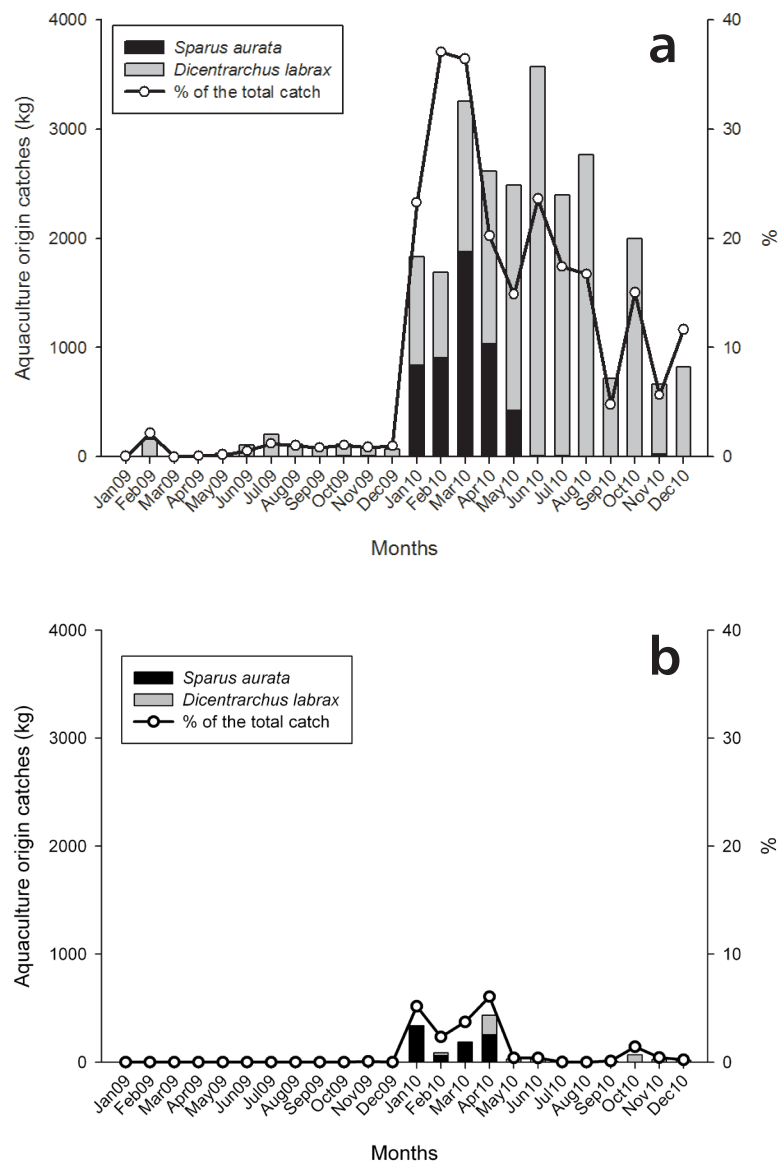 a
Sparus aurata
Dicentrarchus labrax
% of the total catch
Aquaculture origin catches (kg)
4000
3000
2000
1000
0
40
30
20
10
0
%
Jan09
Feb09
Mar09
Apr09
May09
Jun09
Jul09
Aug09
Sep09
Oct09
Nov09
Dec09
Jan10
Feb10
Mar10
Apr10
May10
Jun10
Jul10
Aug10
Sep10
Oct10
Nov10
Dec10
Months
b
Sparus aurata
Dicentrarchus labrax
% of the total catch
Aquaculture origin catches (kg)
4000
3000
2000
1000
0
40
30
20
10
0
%
Jan09
Feb09
Mar09
Apr09
May09
Jun09
Jul09
Aug09
Sep09
Oct09
Nov09
Dec09
Jan10
Feb10
Mar10
Apr10
May10
Jun10
Jul10
Aug10
Sep10
Oct10
Nov10
Dec10
Months